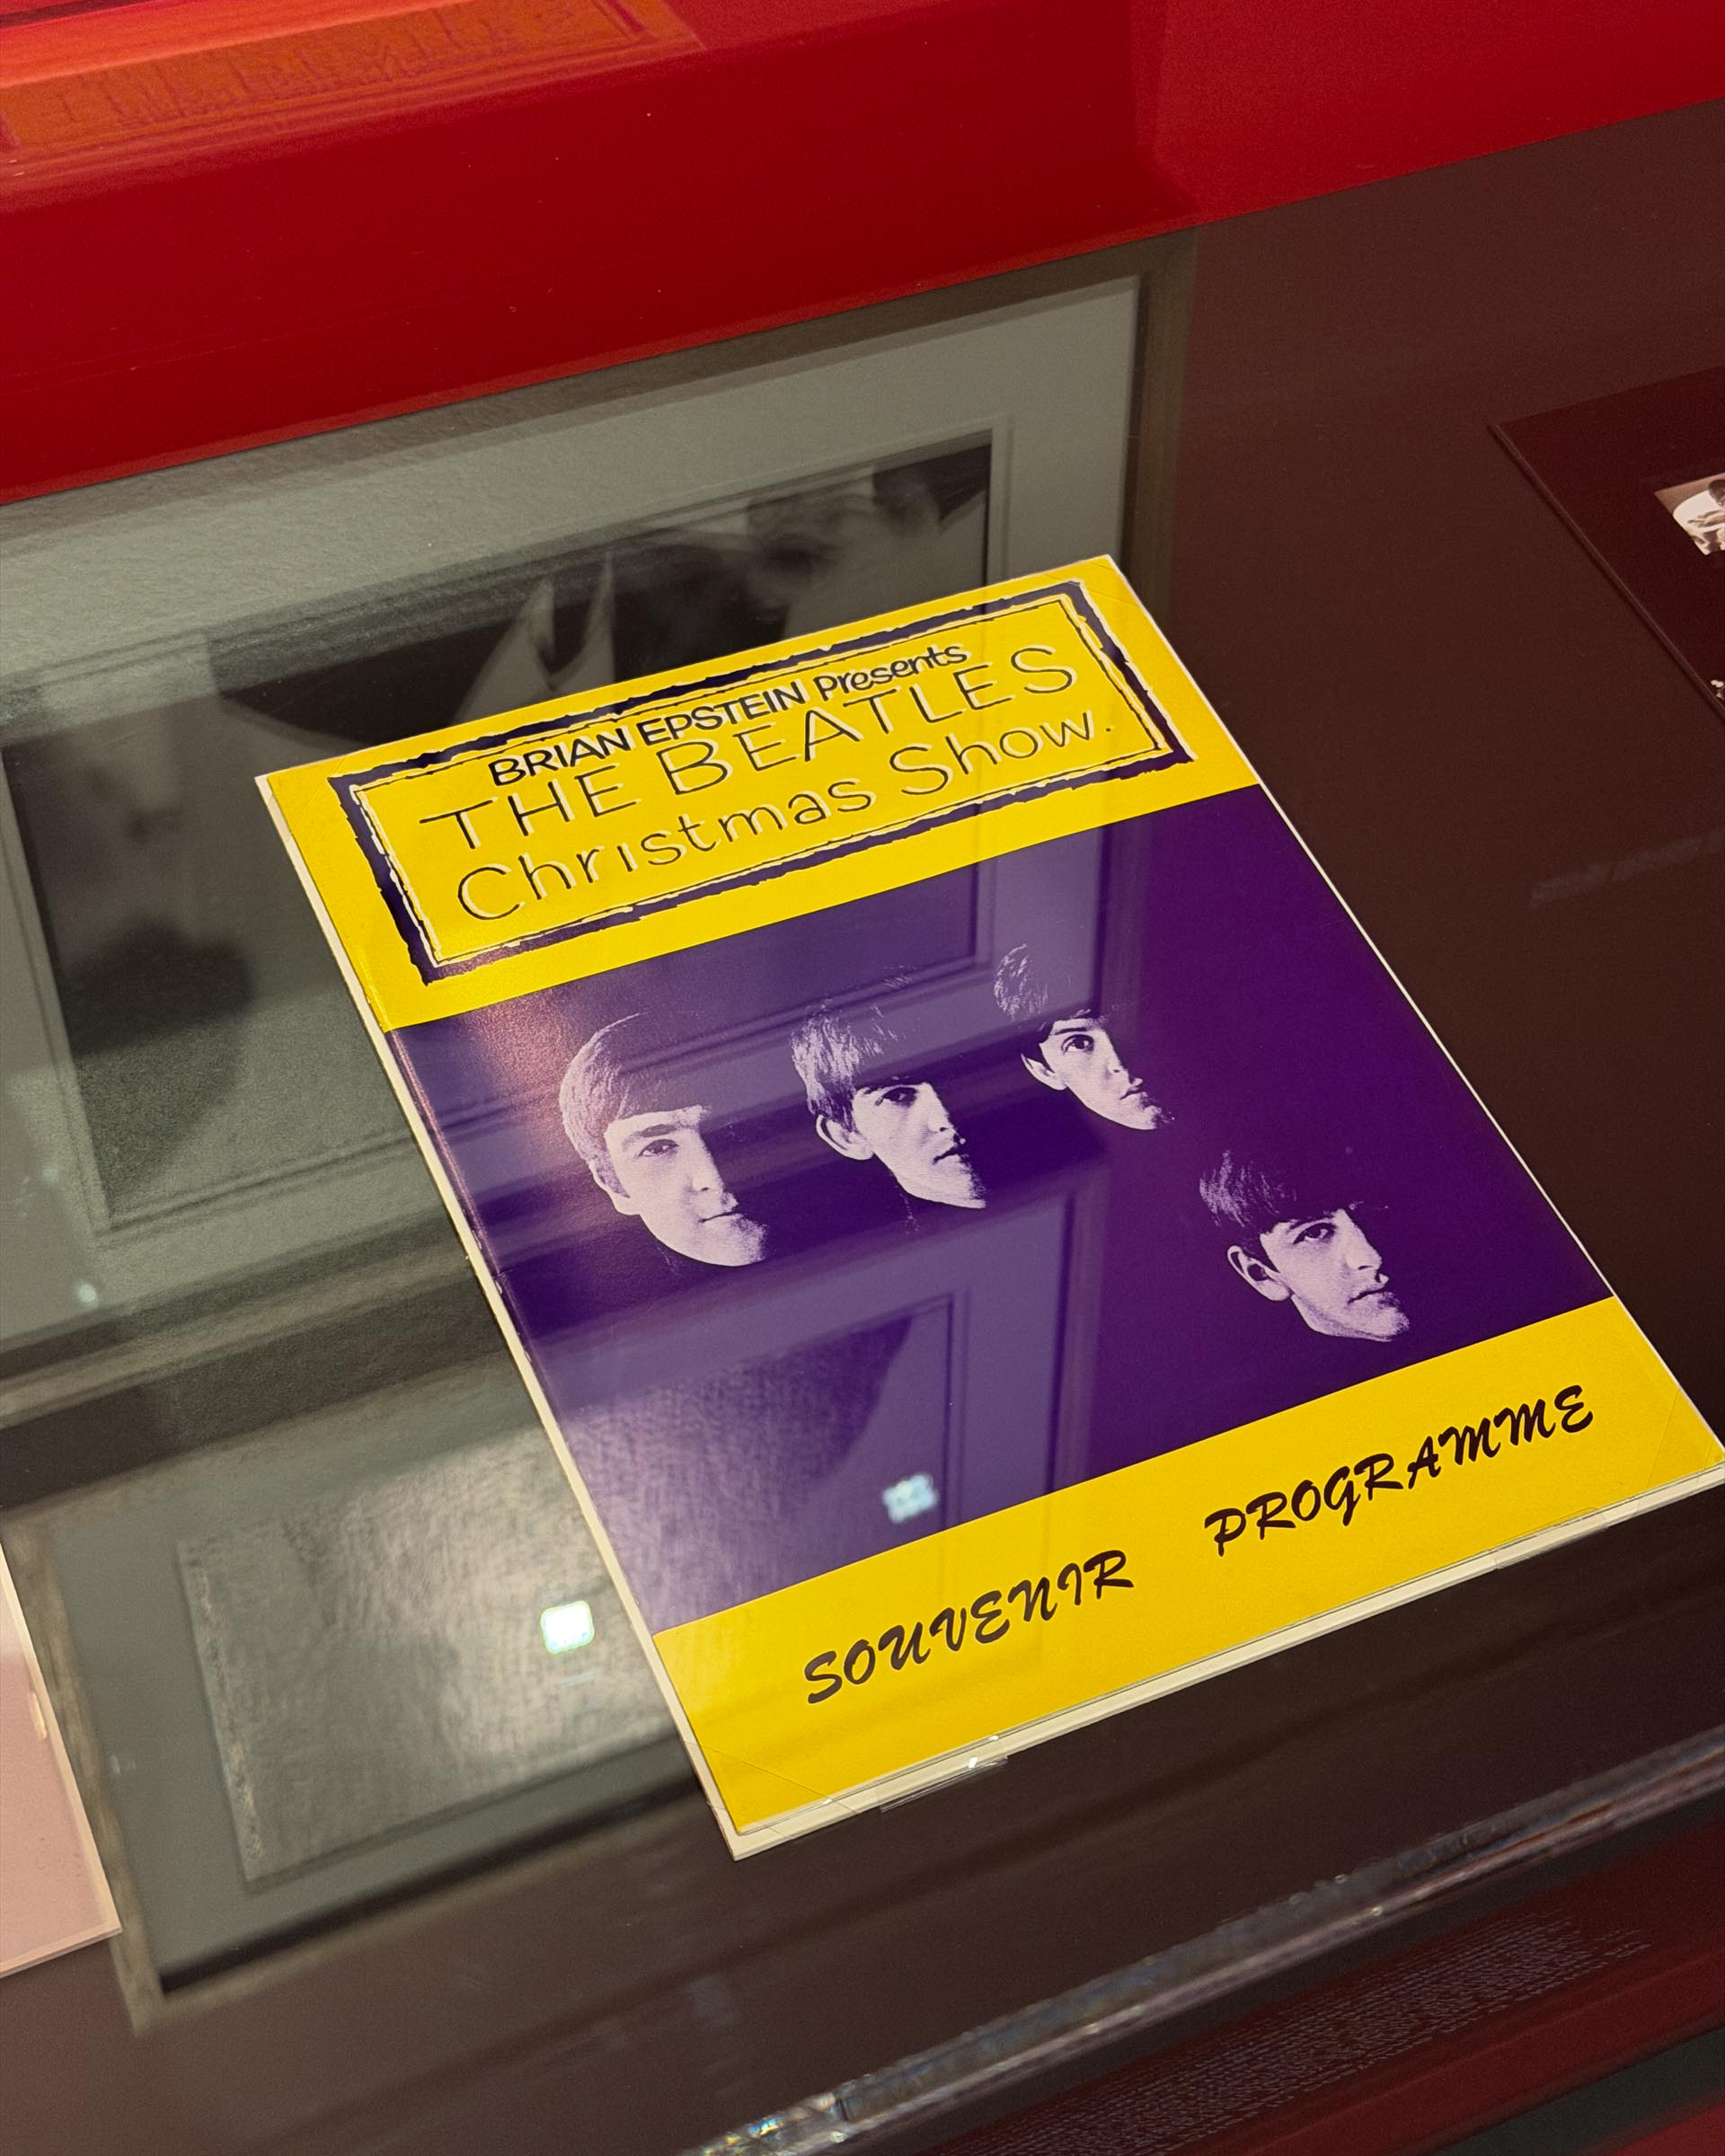 BRIAN EPSTEIN Presents
THE BEATLES
Christmas Show.
SOUVENIR PROGRAMME